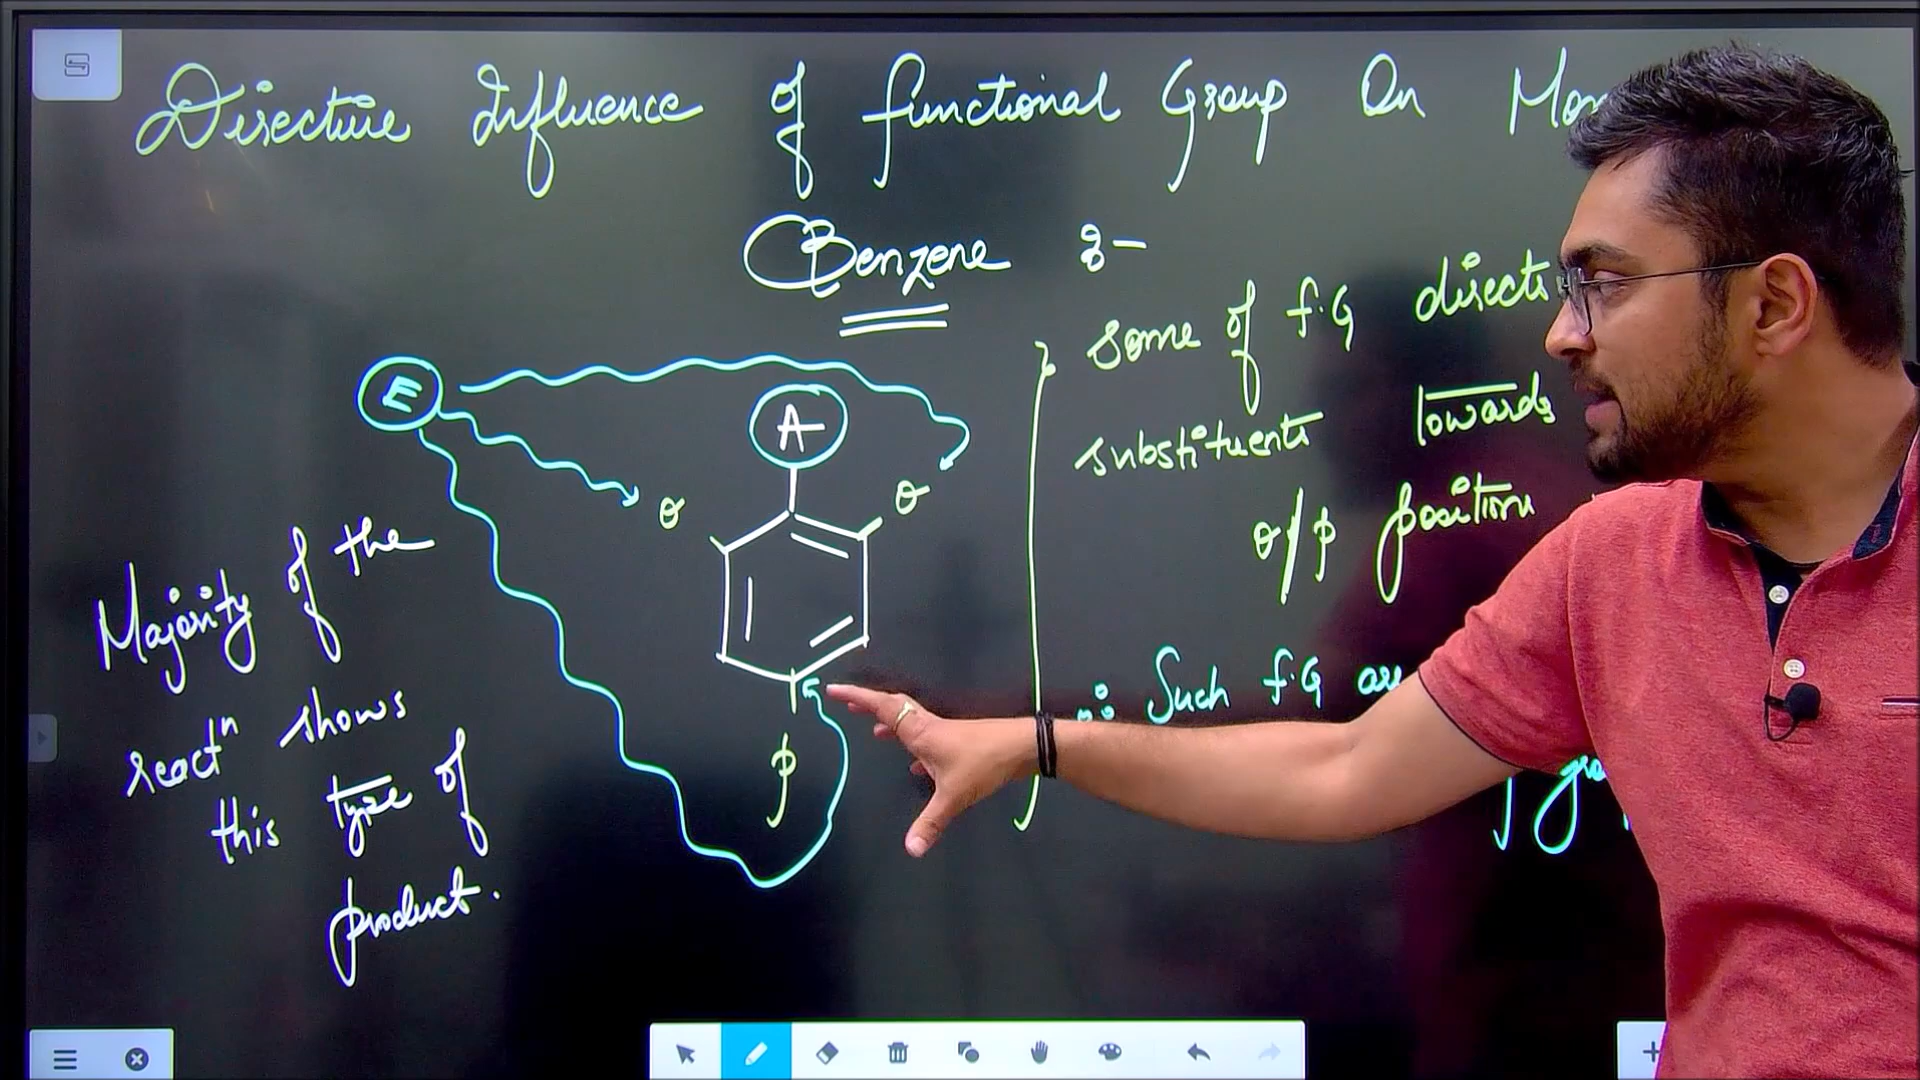 Directive Influence of functional Group On Mon
Benzene :-
E
A
o
o
p
Majority of the
reactⁿ shows
this type of
product.
some of f.G directs
substituents towards
o/p position
∴ Such f.G are